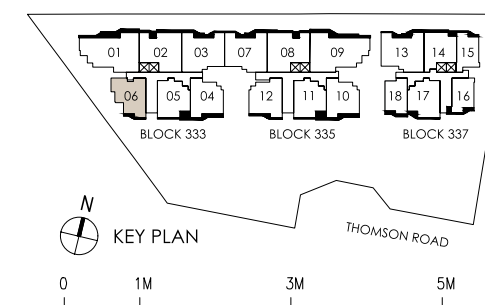 01 02 03 07 08 09 13 14 15
06 05 04 12 11 10 18 17 16
BLOCK 333 BLOCK 335 BLOCK 337
THOMSON ROAD
N
KEY PLAN
0 1M 3M 5M